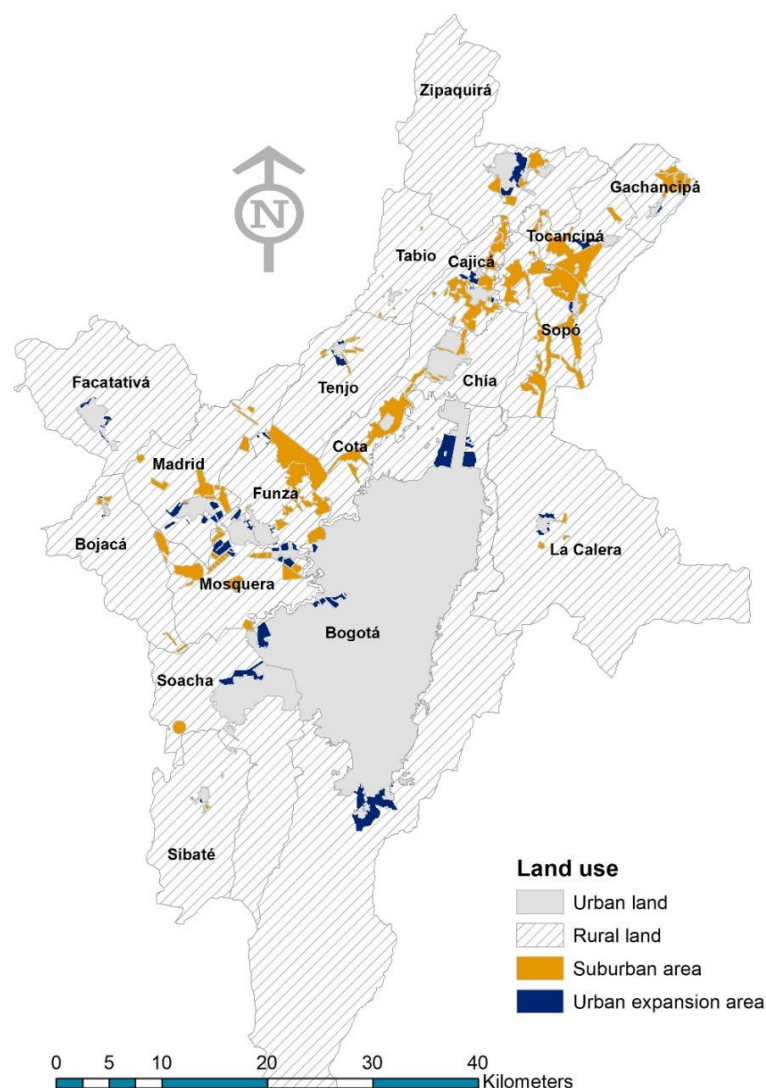 Zipaquirá
N
Gachancipá
Tocancipá
Tabio
Cajicá
Sopó
Facatativá
Tenjo
Chía
Cota
Madrid
Funza
Bojacá
La Calera
Mosquera
Bogotá
Soacha
Sibaté
Land use
Urban land
Rural land
Suburban area
Urban expansion area
0 5 10 20 30 40
Kilometers